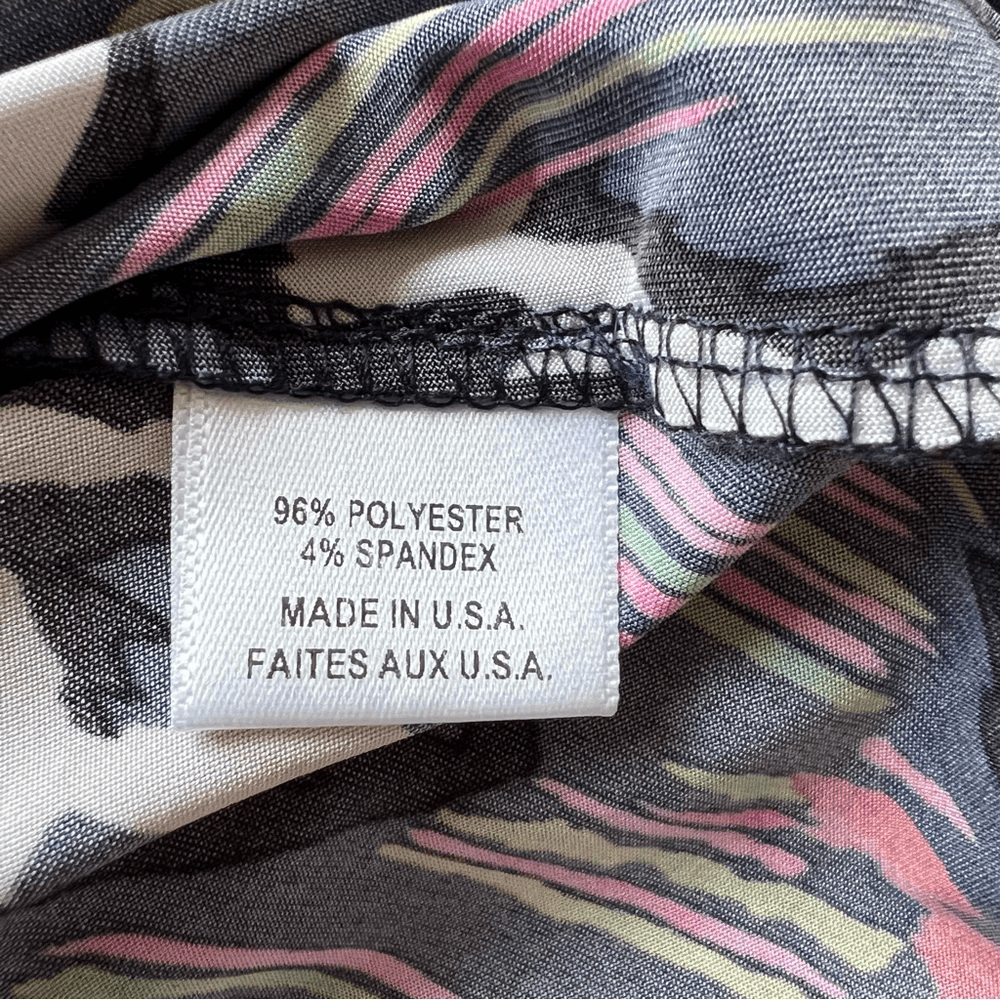 96% POLYESTER
4% SPANDEX
MADE IN U.S.A.
FAITES AUX U.S.A.